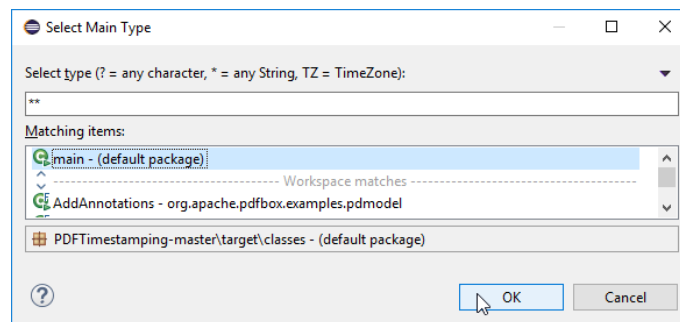 Select Main Type
Select type (? = any character, * = any String, TZ = TimeZone):
**
Matching items:
main - (default package)
Workspace matches
AddAnnotations - org.apache.pdfbox.examples.pdmodel
PDFTimestamping-master\target\classes - (default package)
OK Cancel